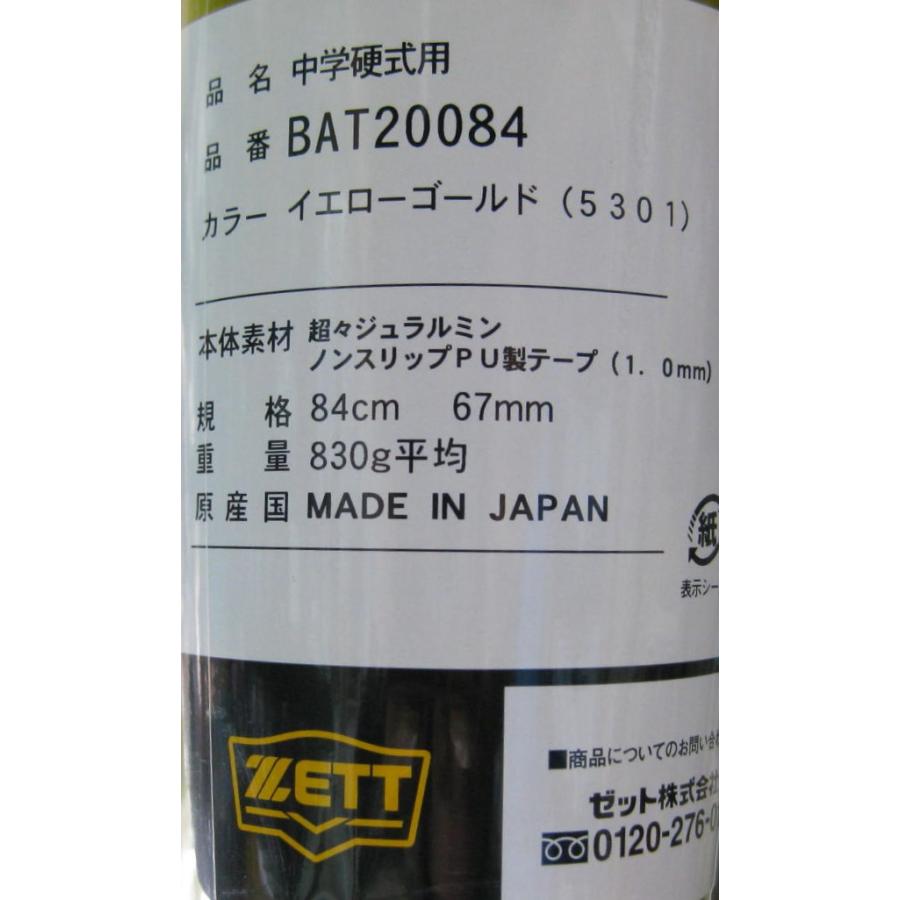 品名 中学硬式用
品番 BAT20084
カラー イエローゴールド（5301）
本体素材 超々ジュラルミン
ノンスリップPU製テープ（1．0mm）
規格 84cm 67mm
重量 830g平均
原産国 MADE IN JAPAN
紙
表示シー
ZETT
■商品についてのお問い合わ
ゼット株式会社
0120-276-0